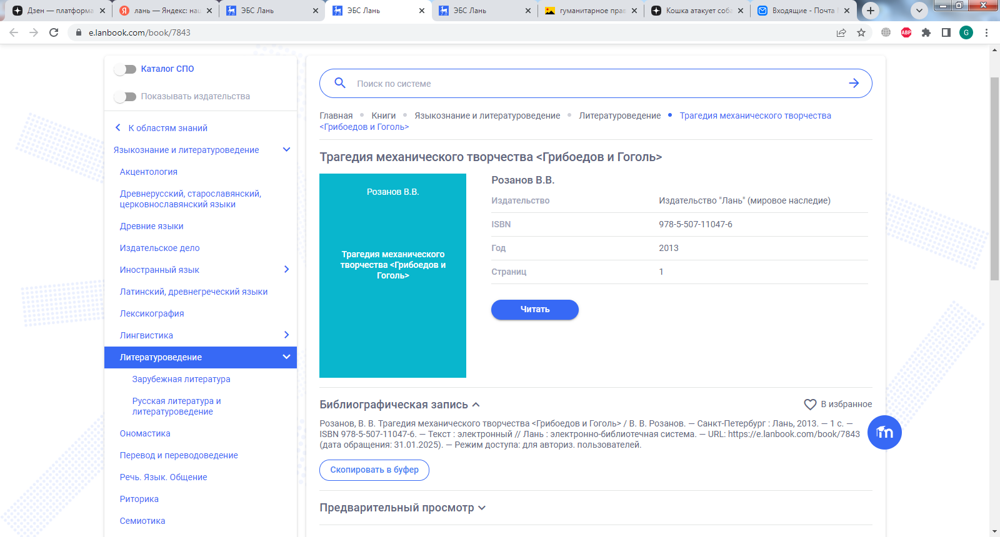 Дзен — платформа
лань — Яндекс: на
ЭБС Лань
ЭБС Лань
ЭБС Лань
гуманитарное прав
Кошка атакует соба
Входящие - Почта
e.lanbook.com/book/7843
ABP
G
Каталог СПО
Показывать издательства
К областям знаний
Языкознание и литературоведение
Акцентология
Древнерусский, старославянский,
церковнославянский языки
Древние языки
Издательское дело
Иностранный язык
Латинский, древнегреческий языки
Лексикография
Лингвистика
Литературоведение
Зарубежная литература
Русская литература и
литературоведение
Ономастика
Перевод и переводоведение
Речь. Язык. Общение
Риторика
Семиотика
Поиск по системе
Главная • Книги • Языкознание и литературоведение • Литературоведение • Трагедия механического творчества
<Грибоедов и Гоголь>
Трагедия механического творчества <Грибоедов и Гоголь>
Розанов В.В.
Трагедия механического
творчества <Грибоедов и
Гоголь>
Розанов В.В.
Издательство Издательство "Лань" (мировое наследие)
ISBN 978-5-507-11047-6
Год 2013
Страниц 1
Читать
Библиографическая запись
В избранное
Розанов, В. В. Трагедия механического творчества <Грибоедов и Гоголь> / В. В. Розанов. — Санкт-Петербург : Лань, 2013. — 1 с. —
ISBN 978-5-507-11047-6. — Текст : электронный // Лань : электронно-библиотечная система. — URL: https://e.lanbook.com/book/7843
(дата обращения: 31.01.2025). — Режим доступа: для авториз. пользователей.
m
Скопировать в буфер
Предварительный просмотр